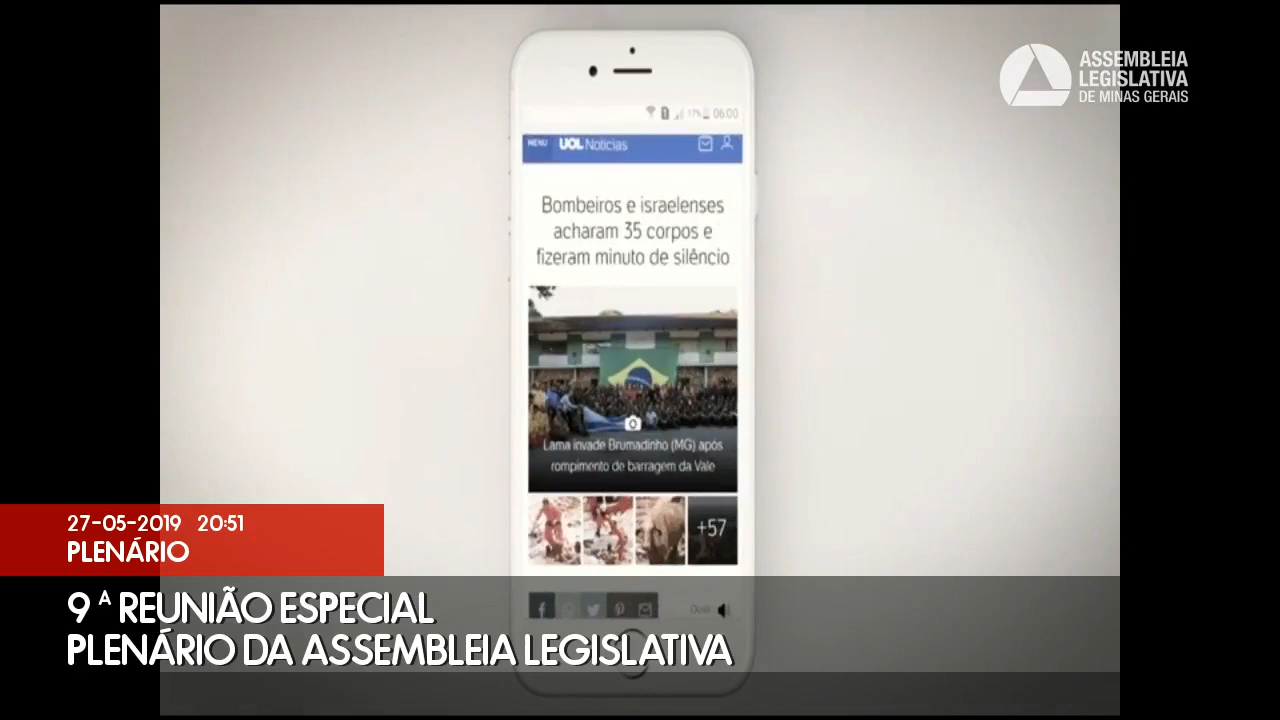 ASSEMBLEIA
LEGISLATIVA
DE MINAS GERAIS
17% 06:00
MENU UOL Notícias
Bombeiros e israelenses
acharam 35 corpos e
fizeram minuto de silêncio
Lama invade Brumadinho (MG) após
rompimento de barragem da Vale
+57
Ouvir
27-05-2019 20:51
PLENÁRIO
9ª REUNIÃO ESPECIAL
PLENÁRIO DA ASSEMBLEIA LEGISLATIVA